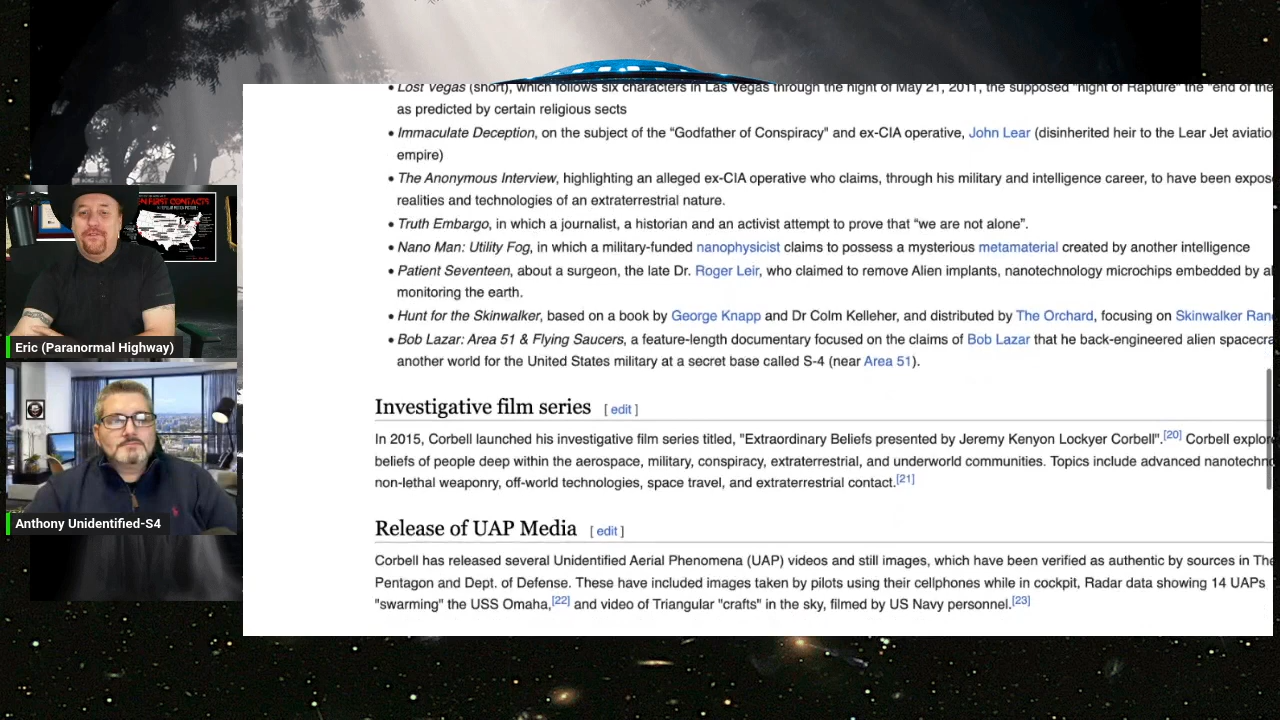 • Lost Vegas (short), which follows six characters in Las Vegas through the night of May 21, 2011, the supposed "night of Rapture" the "end of the
as predicted by certain religious sects
• Immaculate Deception, on the subject of the “Godfather of Conspiracy” and ex-CIA operative, John Lear (disinherited heir to the Lear Jet aviatio
empire)
• The Anonymous Interview, highlighting an alleged ex-CIA operative who claims, through his military and intelligence career, to have been expos
realities and technologies of an extraterrestrial nature.
• Truth Embargo, in which a journalist, a historian and an activist attempt to prove that “we are not alone”.
• Nano Man: Utility Fog, in which a military-funded nanophysicist claims to possess a mysterious metamaterial created by another intelligence
• Patient Seventeen, about a surgeon, the late Dr. Roger Leir, who claimed to remove Alien implants, nanotechnology microchips embedded by al
monitoring the earth.
• Hunt for the Skinwalker, based on a book by George Knapp and Dr Colm Kelleher, and distributed by The Orchard, focusing on Skinwalker Ran
• Bob Lazar: Area 51 & Flying Saucers, a feature-length documentary focused on the claims of Bob Lazar that he back-engineered alien spacecra
another world for the United States military at a secret base called S-4 (near Area 51).
Investigative film series [ edit ]
In 2015, Corbell launched his investigative film series titled, "Extraordinary Beliefs presented by Jeremy Kenyon Lockyer Corbell".[20] Corbell explor
beliefs of people deep within the aerospace, military, conspiracy, extraterrestrial, and underworld communities. Topics include advanced nanotechno
non-lethal weaponry, off-world technologies, space travel, and extraterrestrial contact.[21]
Release of UAP Media [ edit ]
Corbell has released several Unidentified Aerial Phenomena (UAP) videos and still images, which have been verified as authentic by sources in The
Pentagon and Dept. of Defense. These have included images taken by pilots using their cellphones while in cockpit, Radar data showing 14 UAPs
"swarming" the USS Omaha,[22] and video of Triangular "crafts" in the sky, filmed by US Navy personnel.[23]
FIRST CONTACTS
Eric (Paranormal Highway)
Anthony Unidentified-S4